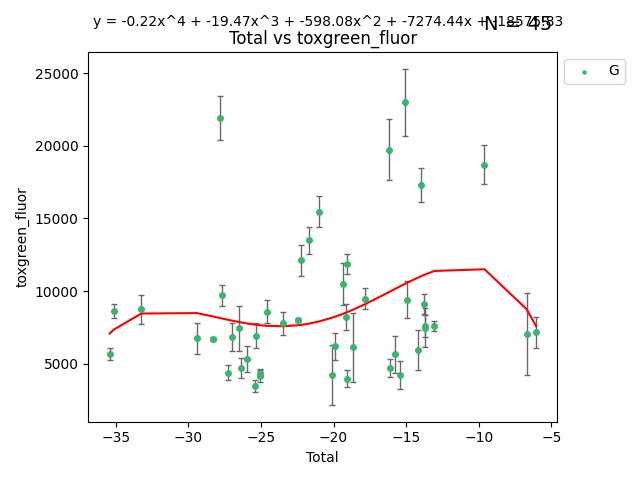 y = -0.22x^4 + -19.47x^3 + -598.08x^2 + -7274.44x +
N = 45
Total vs toxgreen_fluor
G
25000
20000
15000
10000
5000
toxgreen_fluor
−35 −30 −25 −20 −15 −10 −5
Total